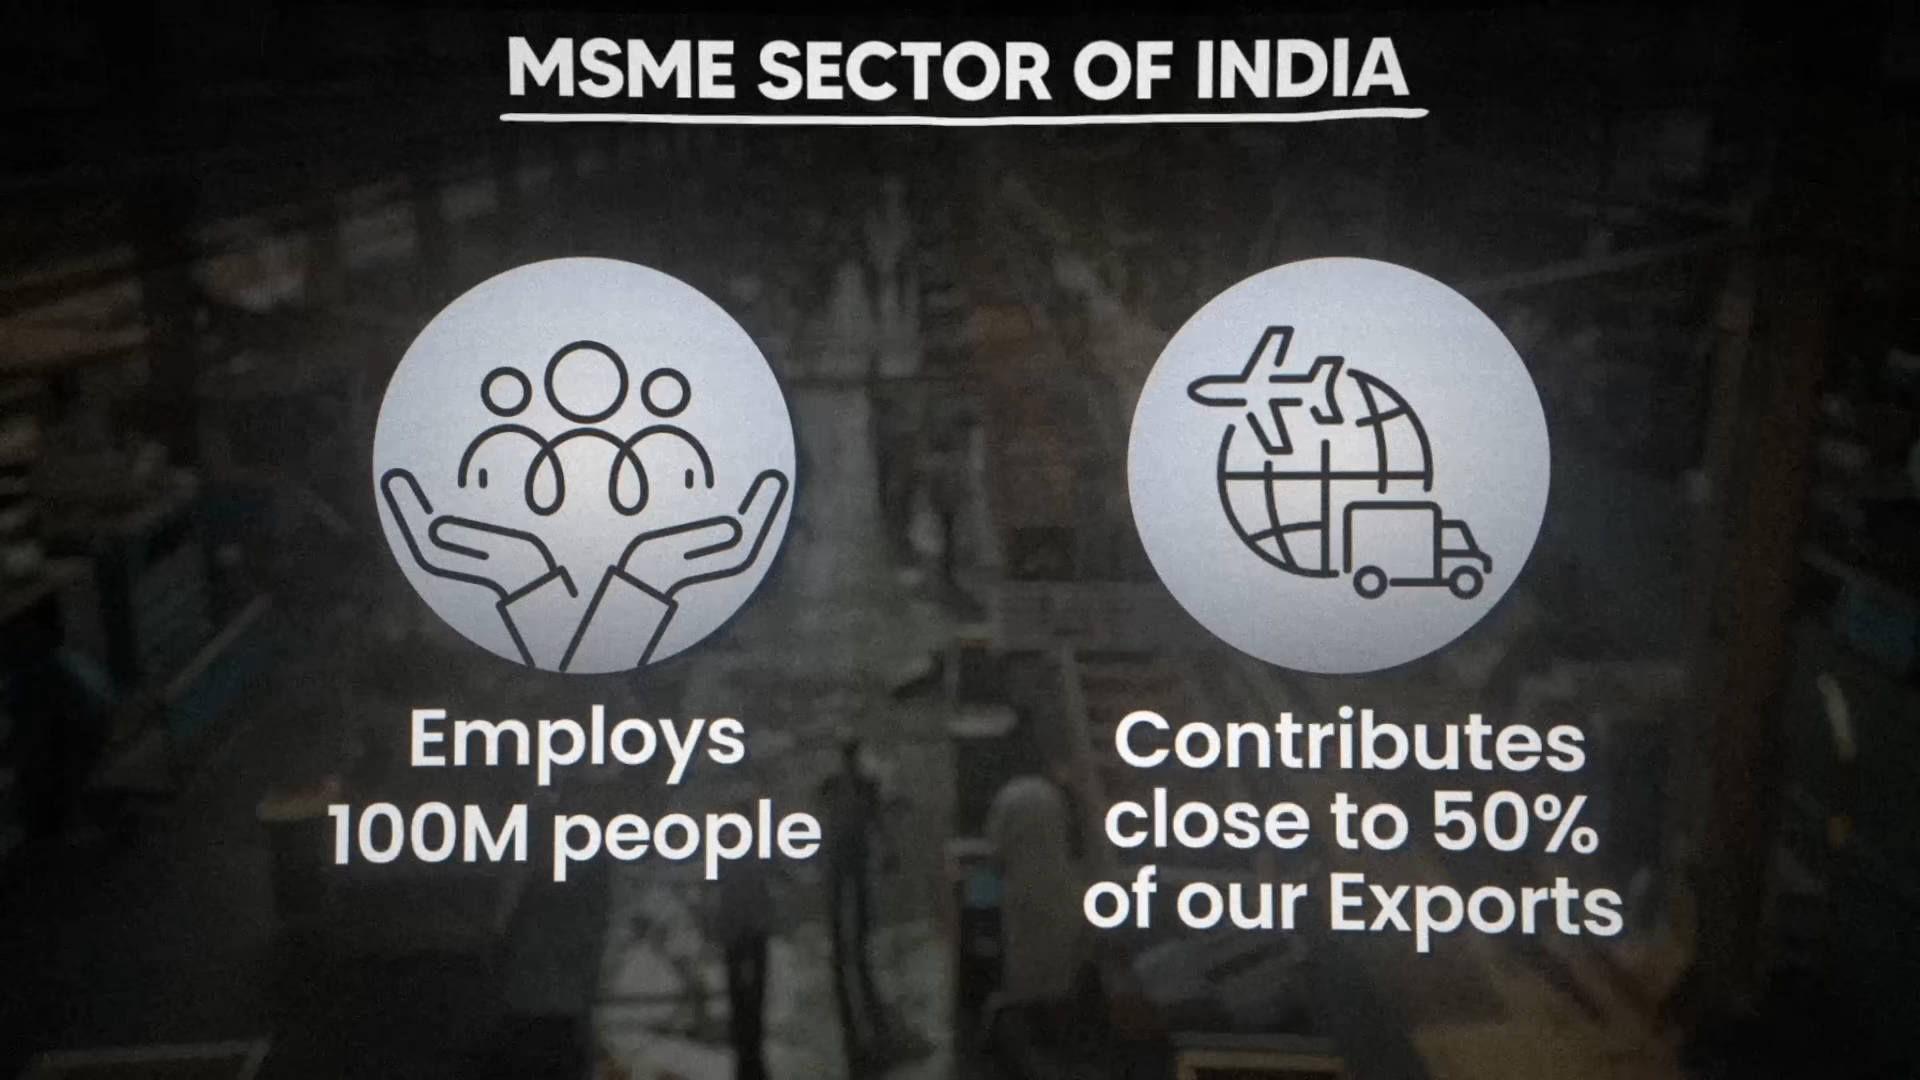 MSME SECTOR OF INDIA
Employs
100M people
Contributes
close to 50%
of our Exports